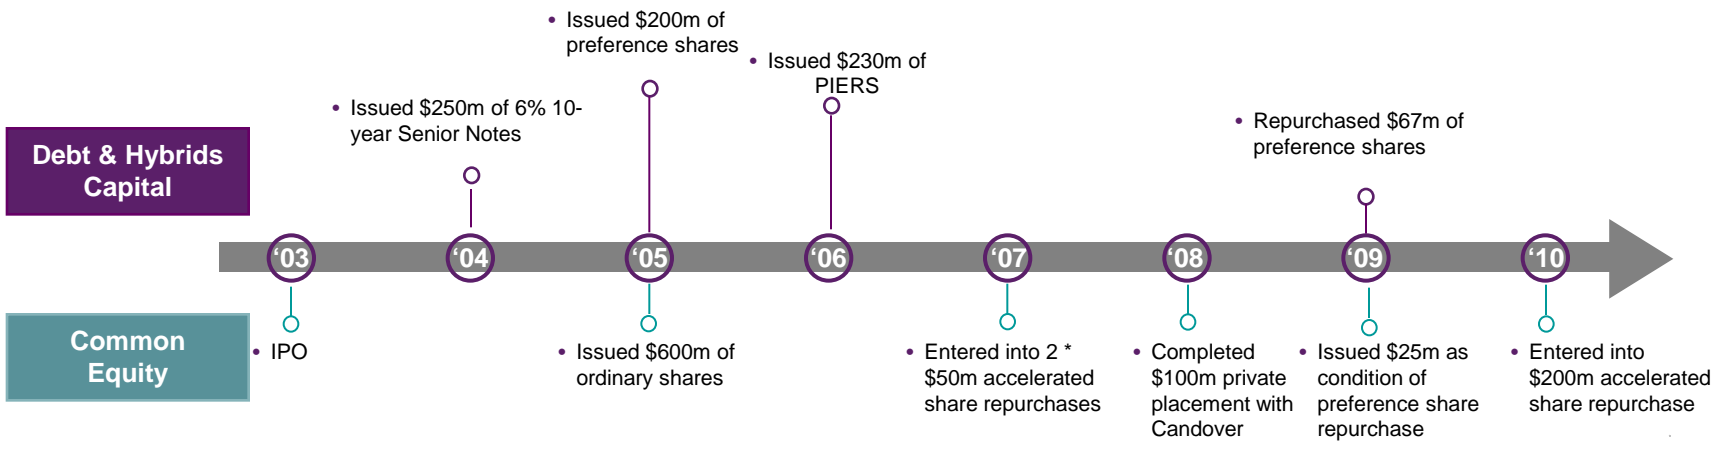 • Issued $200m of
preference shares
• Issued $230m of
PIERS
• Issued $250m of 6% 10-
year Senior Notes
• Repurchased $67m of
preference shares
Debt & Hybrids
Capital
‘03 ‘04 ‘05 ‘06 ‘07 ‘08 ‘09 ‘10
Common
Equity
• IPO
• Issued $600m of
ordinary shares
• Entered into 2 *
$50m accelerated
share repurchases
• Completed
$100m private
placement with
Candover
• Issued $25m as
condition of
preference share
repurchase
• Entered into
$200m accelerated
share repurchase